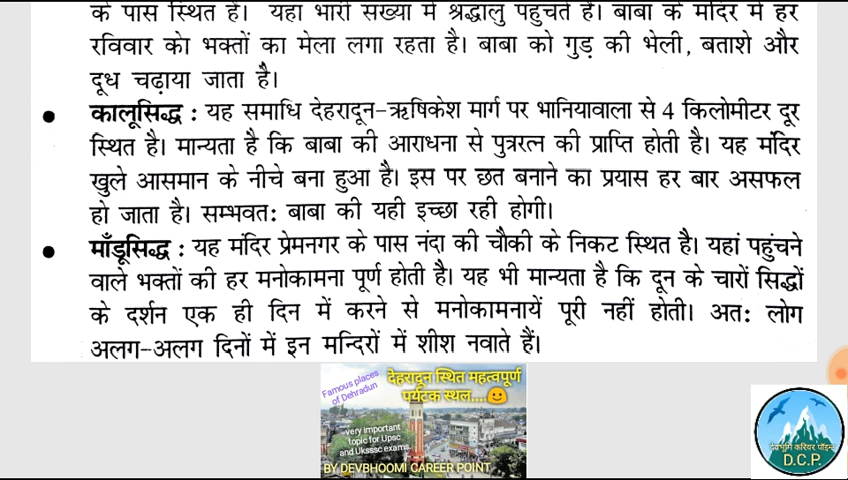 के पास स्थित है। यहां भारी संख्या में श्रद्धालु पहुंचते हैं। बाबा के मंदिर में हर
रविवार को भक्तों का मेला लगा रहता है। बाबा को गुड़ की भेली, बताशे और
दूध चढ़ाया जाता है।
• कालूसिद्ध : यह समाधि देहरादून-ऋषिकेश मार्ग पर भानियावाला से 4 किलोमीटर दूर
स्थित है। मान्यता है कि बाबा की आराधना से पुत्ररत्न की प्राप्ति होती है। यह मंदिर
खुले आसमान के नीचे बना हुआ है। इस पर छत बनाने का प्रयास हर बार असफल
हो जाता है। सम्भवत: बाबा की यही इच्छा रही होगी।
• माँडूसिद्ध : यह मंदिर प्रेमनगर के पास नंदा की चौकी के निकट स्थित है। यहां पहुंचने
वाले भक्तों की हर मनोकामना पूर्ण होती है। यह भी मान्यता है कि दून के चारों सिद्धों
के दर्शन एक ही दिन में करने से मनोकामनायें पूरी नहीं होती। अत: लोग
अलग-अलग दिनों में इन मन्दिरों में शीश नवाते हैं।
Famous places
of Dehradun
देहरादून स्थित महत्वपूर्ण
पर्यटक स्थल....
very important
topic for Upsc
and Uksssc exams
BY DEVBHOOMI CAREER POINT
देवभूमि करियर पॉइन्ट
D.C.P.